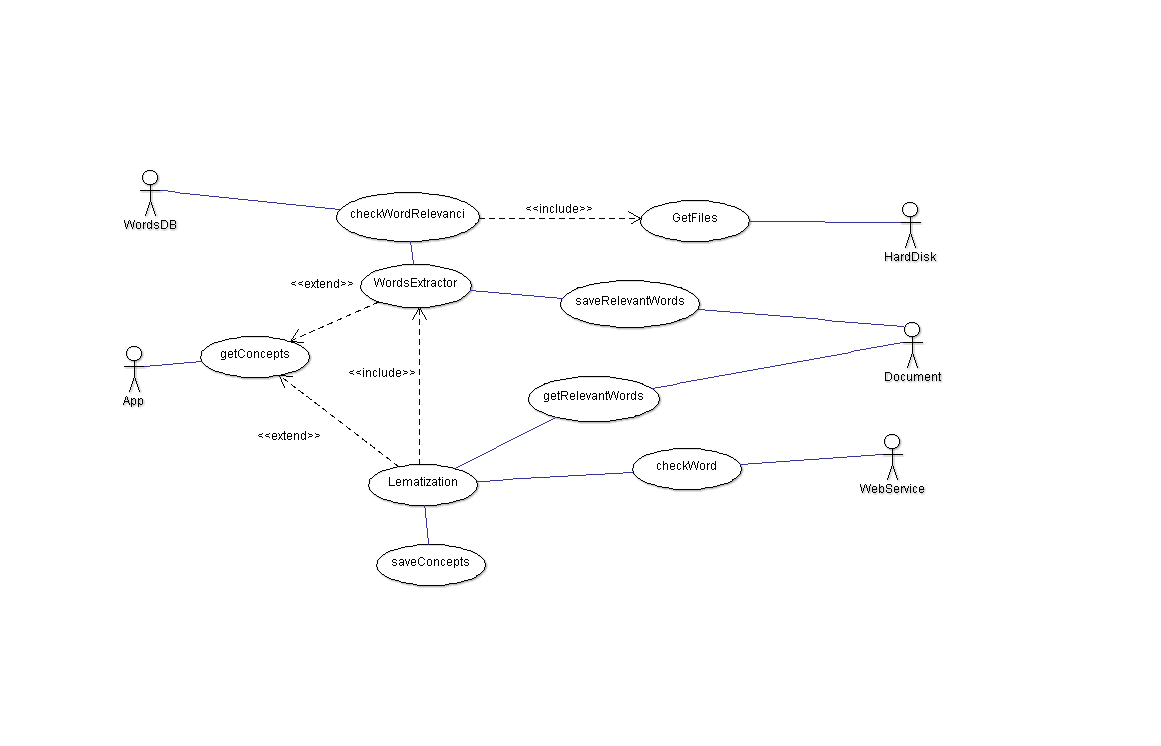 WordsDB
checkWordRelevanci
<<include>>
GetFiles
HardDisk
<<extend>>
WordsExtractor
saveRelevantWords
getConcepts
App
<<include>>
Document
getRelevantWords
<<extend>>
Lematization
checkWord
WebService
saveConcepts